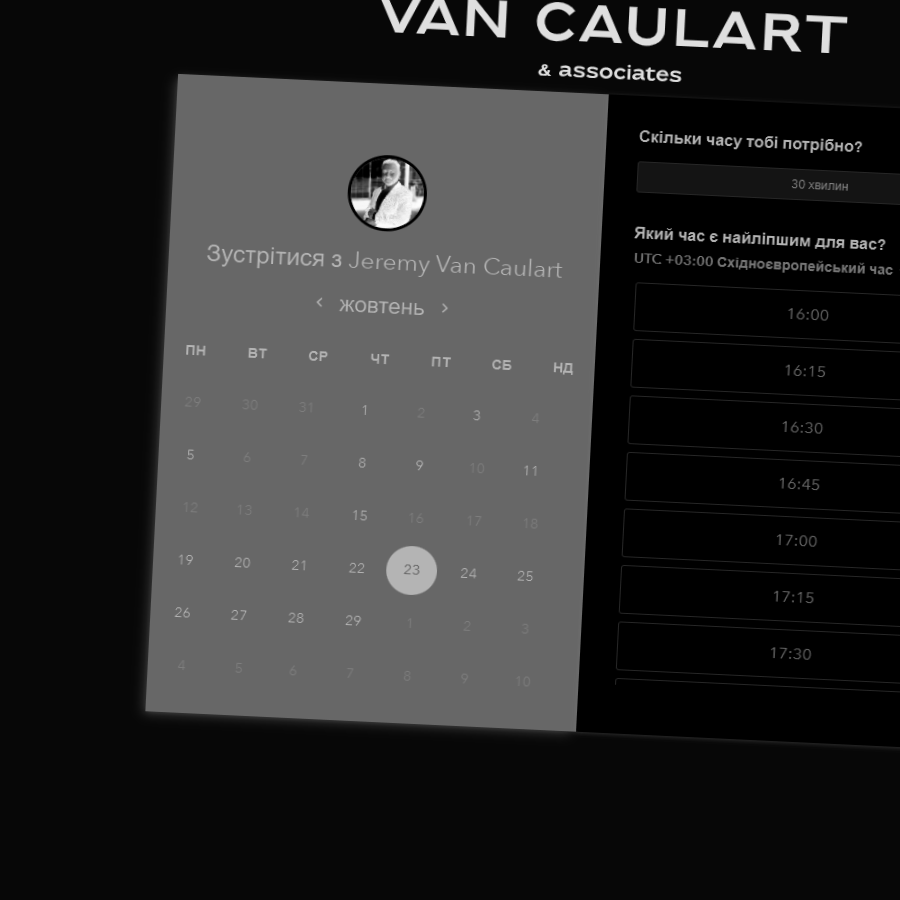 VAN CAULART
& associates
Зустрітися з Jeremy Van Caulart
жовтень
ПН ВТ СР ЧТ ПТ СБ НД
29 30 31 1 2 3 4
5 6 7 8 9 10 11
12 13 14 15 16 17 18
19 20 21 22 23 24 25
26 27 28 29 1 2 3
4 5 6 7 8 9 10
Скільки часу тобі потрібно?
30 хвилин
Який час є найліпшим для вас?
UTC +03:00 Східноєвропейський час
16:00
16:15
16:30
16:45
17:00
17:15
17:30